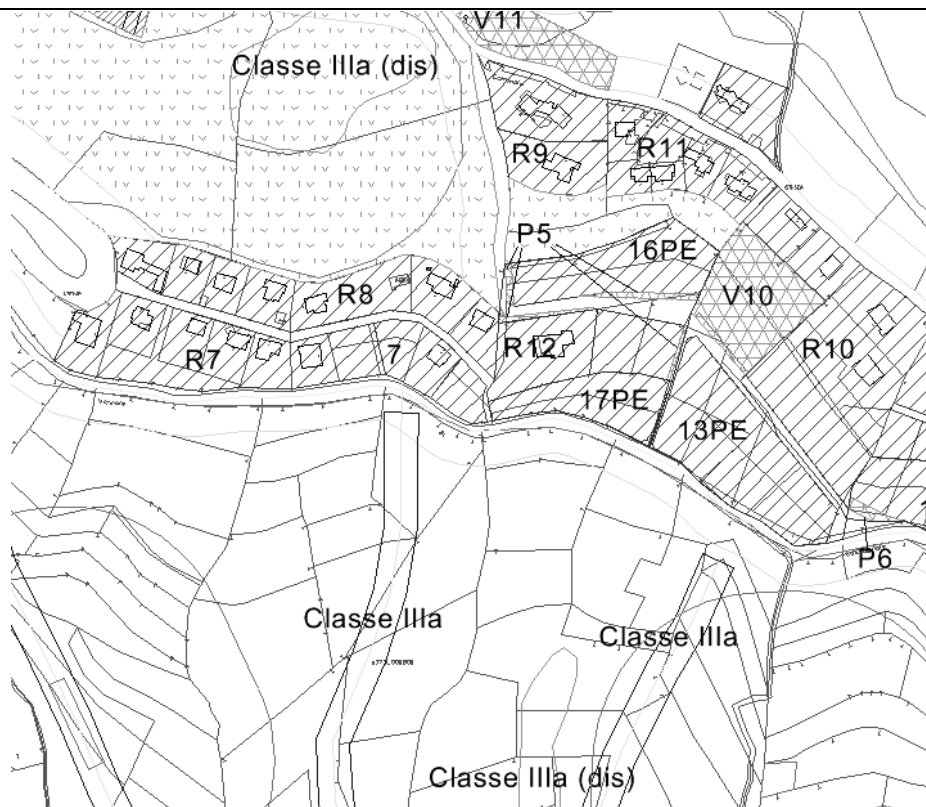 V11
Classe IIIa (dis)
R9
R11
P5
16PE
V10
R8
R12
R7
7
R10
17PE
13PE
P6
Classe IIIa
Classe IIIa
Classe IIIa (dis)